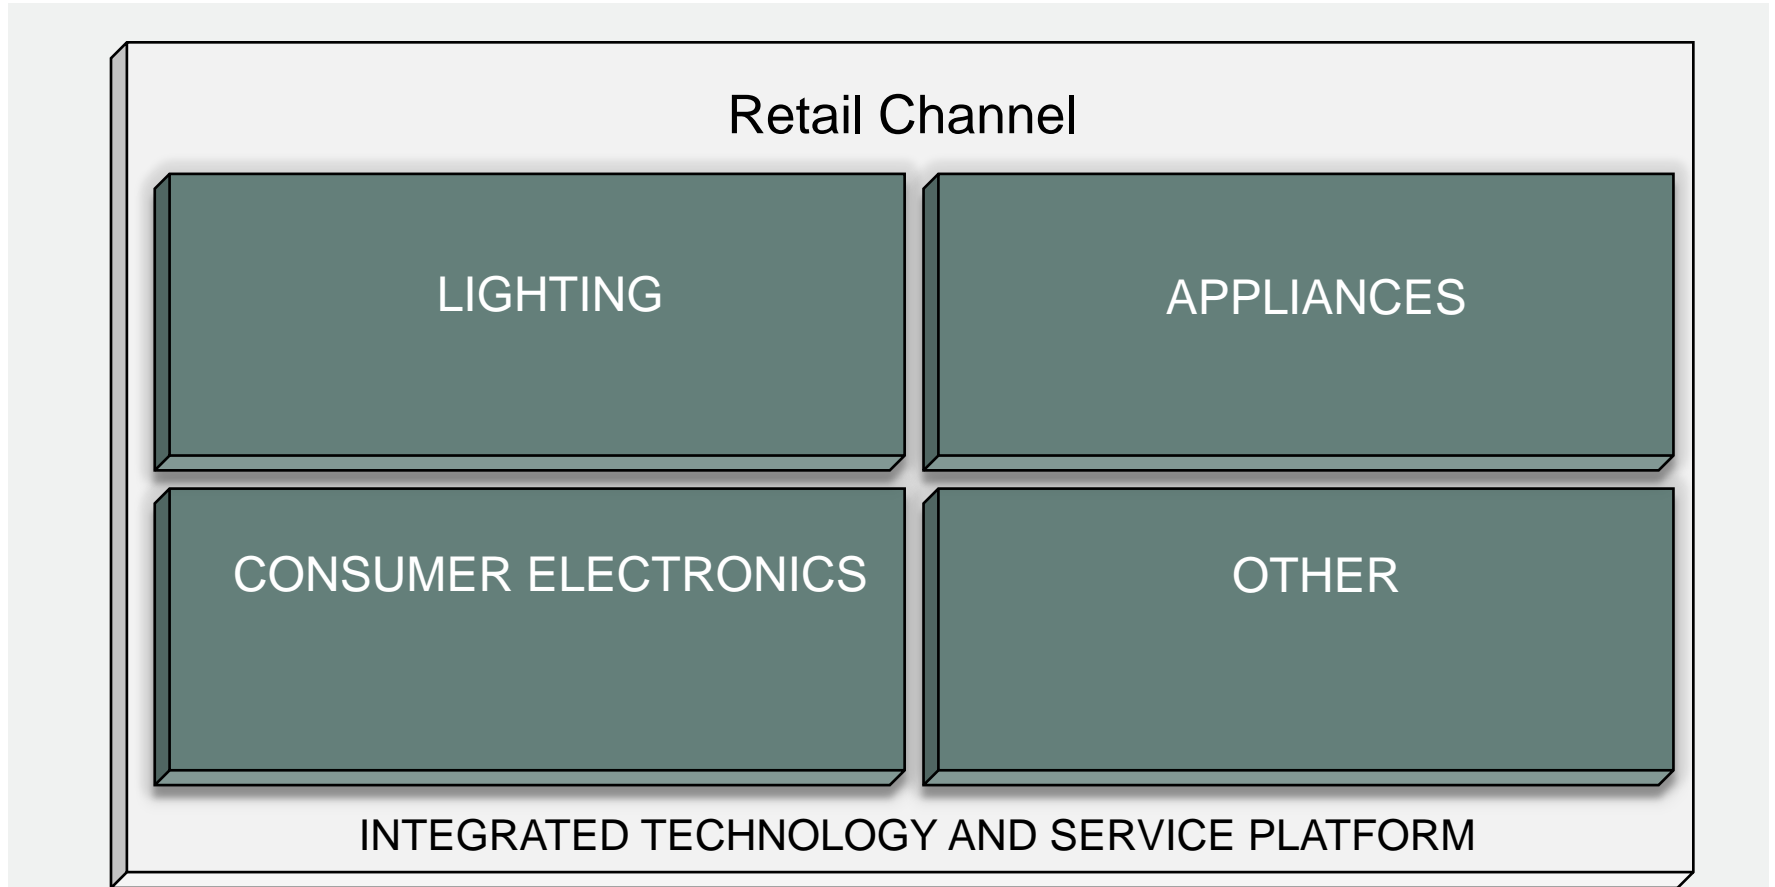 Retail Channel
LIGHTING
APPLIANCES
CONSUMER ELECTRONICS
OTHER
INTEGRATED TECHNOLOGY AND SERVICE PLATFORM